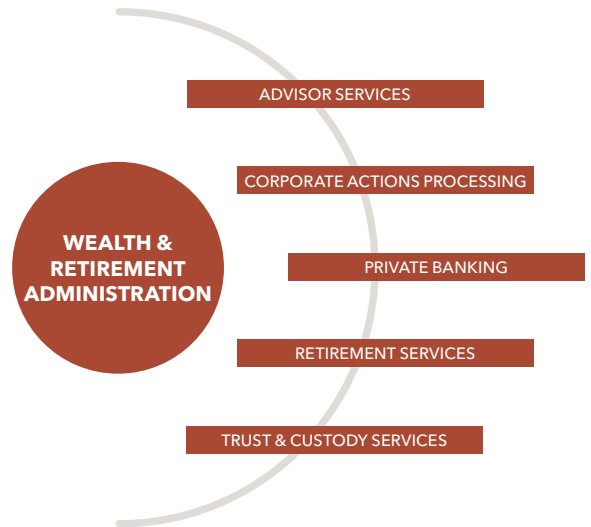 ADVISOR SERVICES
CORPORATE ACTIONS PROCESSING
WEALTH &
RETIREMENT
ADMINISTRATION
PRIVATE BANKING
RETIREMENT SERVICES
TRUST & CUSTODY SERVICES